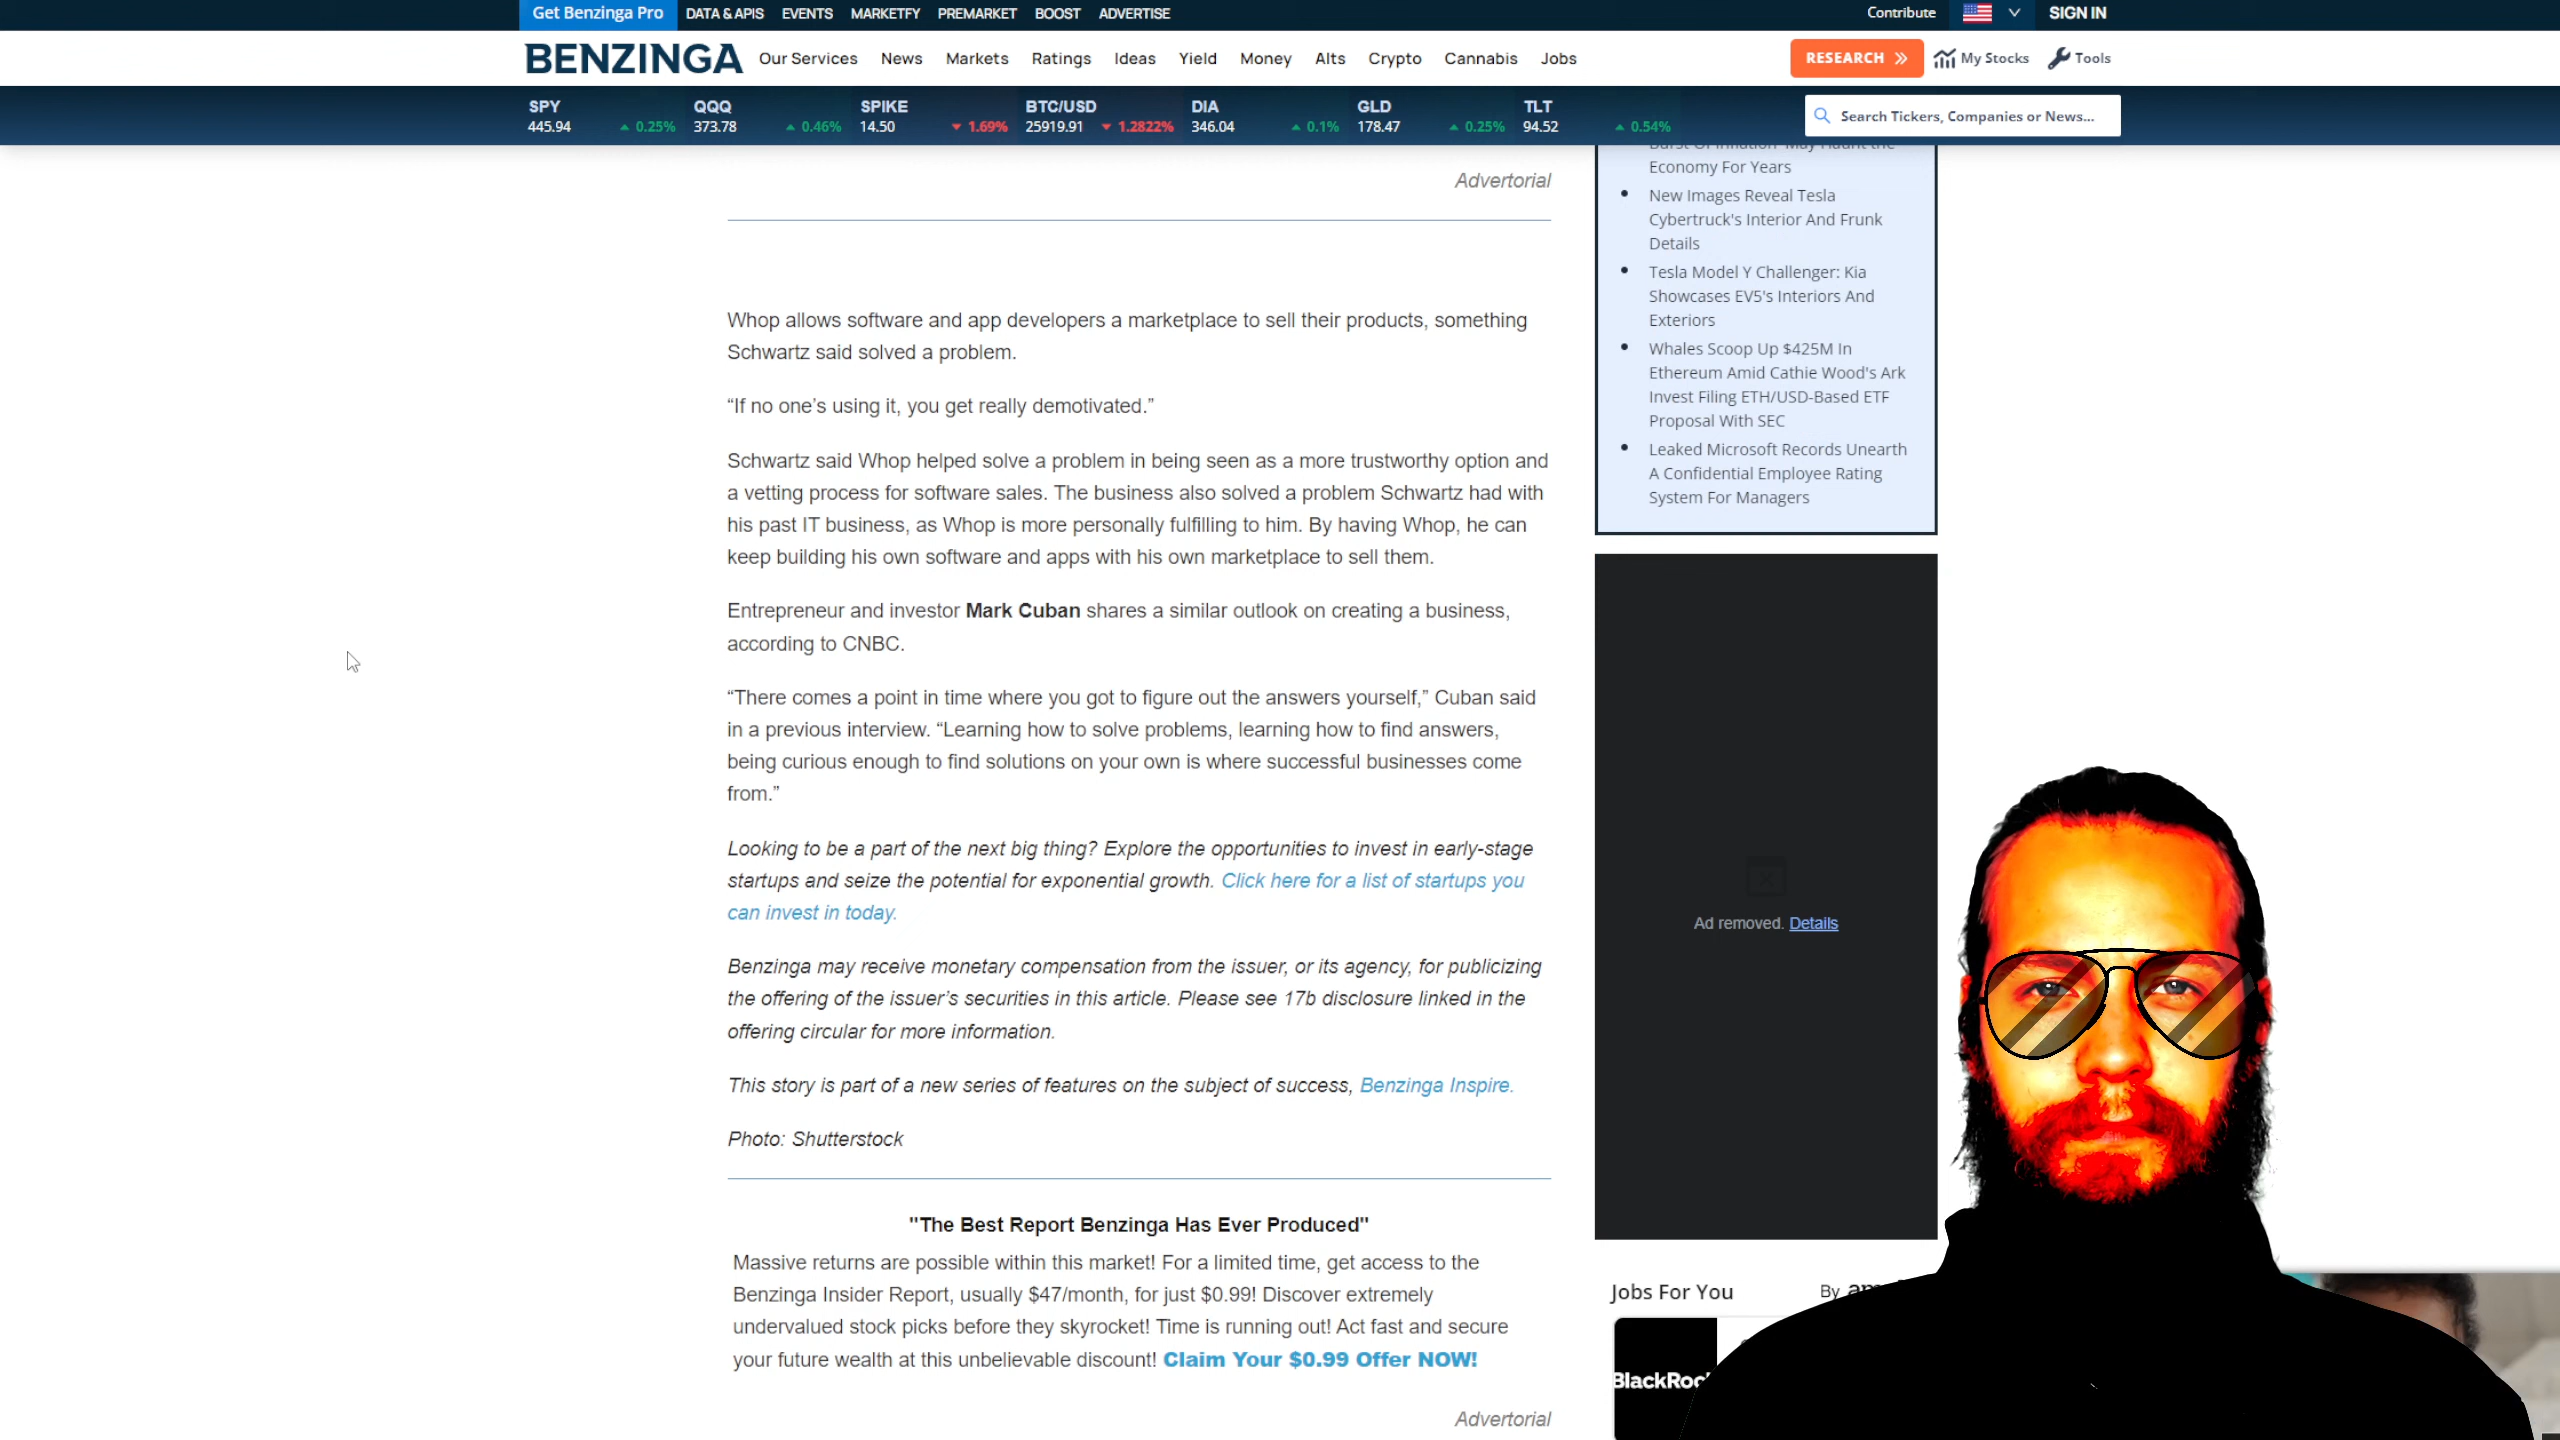 Get Benzinga Pro DATA & APIS EVENTS MARKETFY PREMARKET BOOST ADVERTISE Contribute SIGN IN
BENZINGA Our Services News Markets Ratings Ideas Yield Money Alts Crypto Cannabis Jobs RESEARCH My Stocks Tools
SPY QQQ SPIKE BTC/USD DIA GLD TLT
445.94 0.25% 373.78 0.46% 14.50 1.69% 25919.91 1.2822% 346.04 0.1% 178.47 0.25% 94.52 0.54%
Search Tickers, Companies or News...
Advertorial
Whop allows software and app developers a marketplace to sell their products, something
Schwartz said solved a problem.
“If no one’s using it, you get really demotivated.”
Schwartz said Whop helped solve a problem in being seen as a more trustworthy option and
a vetting process for software sales. The business also solved a problem Schwartz had with
his past IT business, as Whop is more personally fulfilling to him. By having Whop, he can
keep building his own software and apps with his own marketplace to sell them.
Entrepreneur and investor Mark Cuban shares a similar outlook on creating a business,
according to CNBC.
“There comes a point in time where you got to figure out the answers yourself,” Cuban said
in a previous interview. “Learning how to solve problems, learning how to find answers,
being curious enough to find solutions on your own is where successful businesses come
from.”
Looking to be a part of the next big thing? Explore the opportunities to invest in early-stage
startups and seize the potential for exponential growth. Click here for a list of startups you
can invest in today.
Benzinga may receive monetary compensation from the issuer, or its agency, for publicizing
the offering of the issuer’s securities in this article. Please see 17b disclosure linked in the
offering circular for more information.
This story is part of a new series of features on the subject of success, Benzinga Inspire.
Photo: Shutterstock
"The Best Report Benzinga Has Ever Produced"
Massive returns are possible within this market! For a limited time, get access to the
Benzinga Insider Report, usually $47/month, for just $0.99! Discover extremely
undervalued stock picks before they skyrocket! Time is running out! Act fast and secure
your future wealth at this unbelievable discount! Claim Your $0.99 Offer NOW!
Advertorial
Burst Of Inflation' May Haunt the
Economy For Years
New Images Reveal Tesla
Cybertruck's Interior And Frunk
Details
Tesla Model Y Challenger: Kia
Showcases EV5's Interiors And
Exteriors
Whales Scoop Up $425M In
Ethereum Amid Cathie Wood's Ark
Invest Filing ETH/USD-Based ETF
Proposal With SEC
Leaked Microsoft Records Unearth
A Confidential Employee Rating
System For Managers
Ad removed. Details
Jobs For You By
BlackRoc